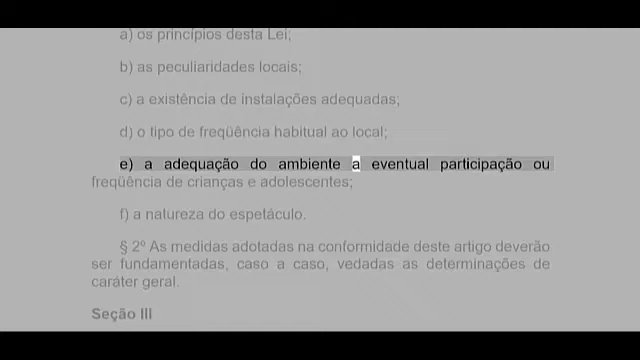 a) os princípios desta Lei;
b) as peculiaridades locais;
c) a existência de instalações adequadas;
d) o tipo de freqüência habitual ao local;
e) a adequação do ambiente a eventual participação ou
freqüência de crianças e adolescentes;
f) a natureza do espetáculo.
§ 2º As medidas adotadas na conformidade deste artigo deverão
ser fundamentadas, caso a caso, vedadas as determinações de
caráter geral.
Seção III